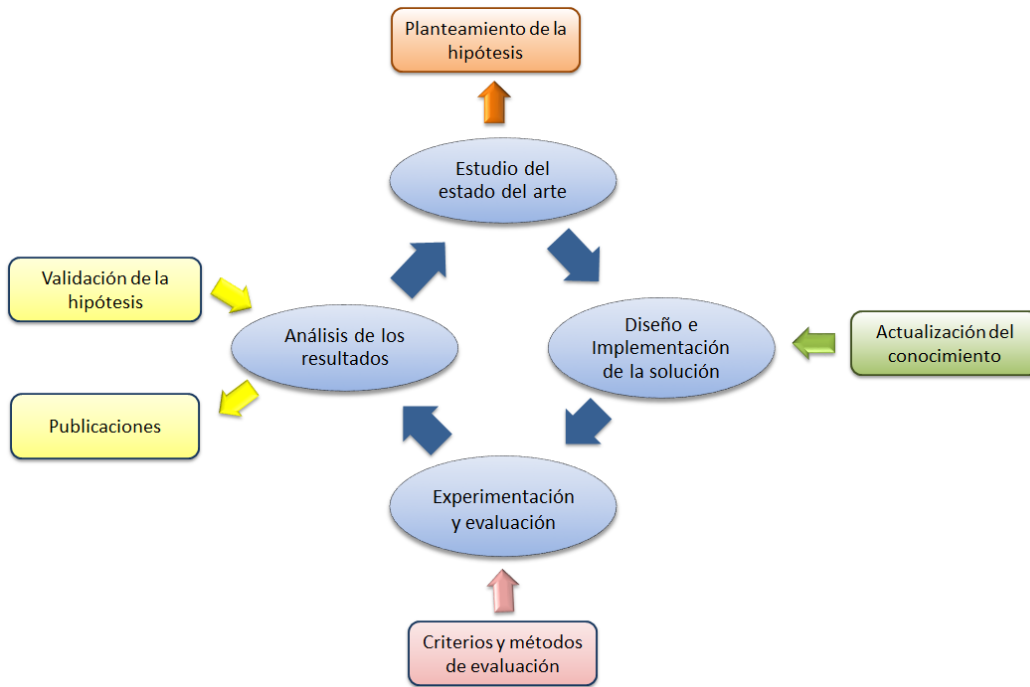 Planteamiento de la
hipótesis
Estudio del
estado del arte
Validación de la
hipótesis
Análisis de los
resultados
Diseño e
Implementación
de la solución
Actualización del
conocimiento
Publicaciones
Experimentación
y evaluación
Criterios y métodos
de evaluación